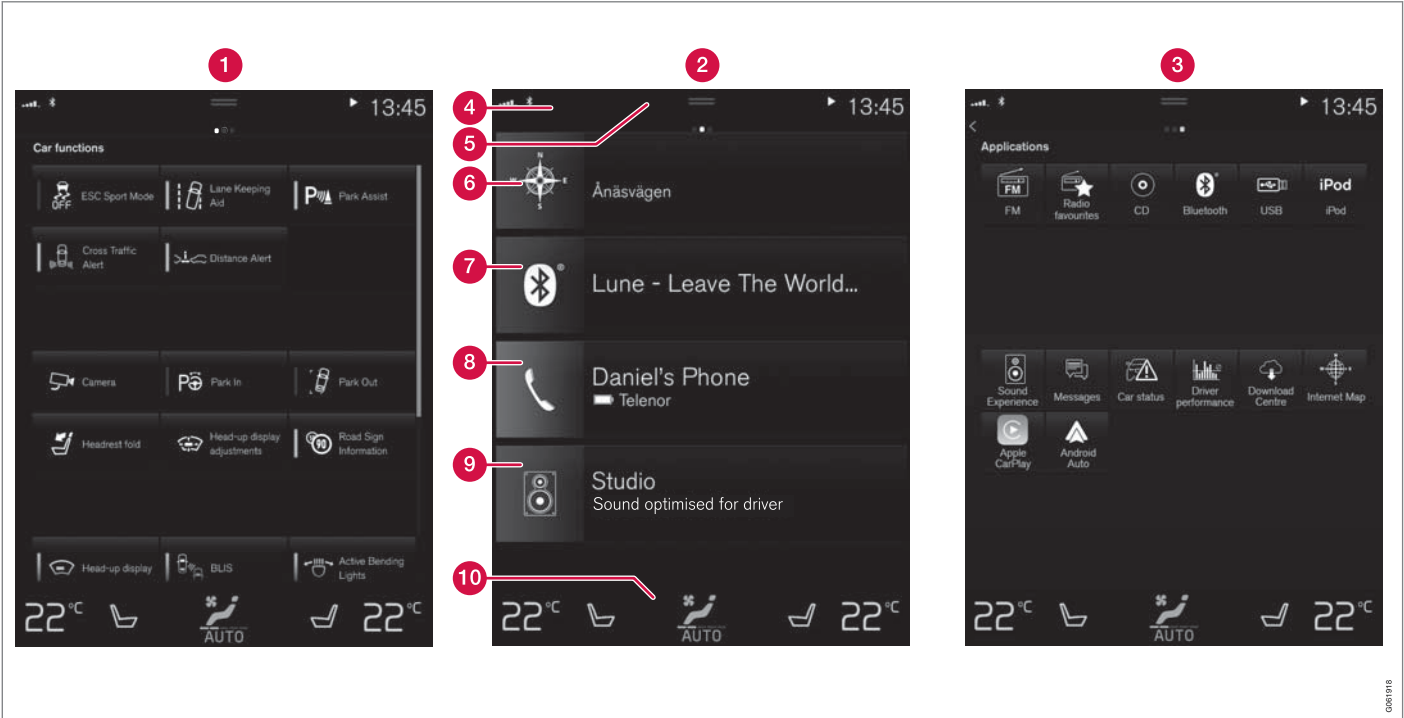 1
2
3
13:45
Car functions
OFF
ESC Sport Mode
Lane Keeping
Aid
P
Park Assist
Cross Traffic
Alert
Distance Alert
Camera
P
Park In
Park Out
Headrest fold
Head-up display
adjustments
90
Road Sign
Information
Head-up display
BLIS
Active Bending
Lights
22°C
AUTO
22°C
4
13:45
5
6
N
W
E
S
Ånäsvägen
7
Lune - Leave The World...
8
Daniel's Phone
Telenor
9
Studio
Sound optimised for driver
10
22°C
AUTO
22°C
13:45
<
Applications
FM
FM
Radio
favourites
CD
Bluetooth
USB
iPod
iPod
Sound
Experience
Messages
Car status
Driver
performance
Download
Centre
Internet Map
Apple
CarPlay
Android
Auto
22°C
AUTO
22°C
G061918